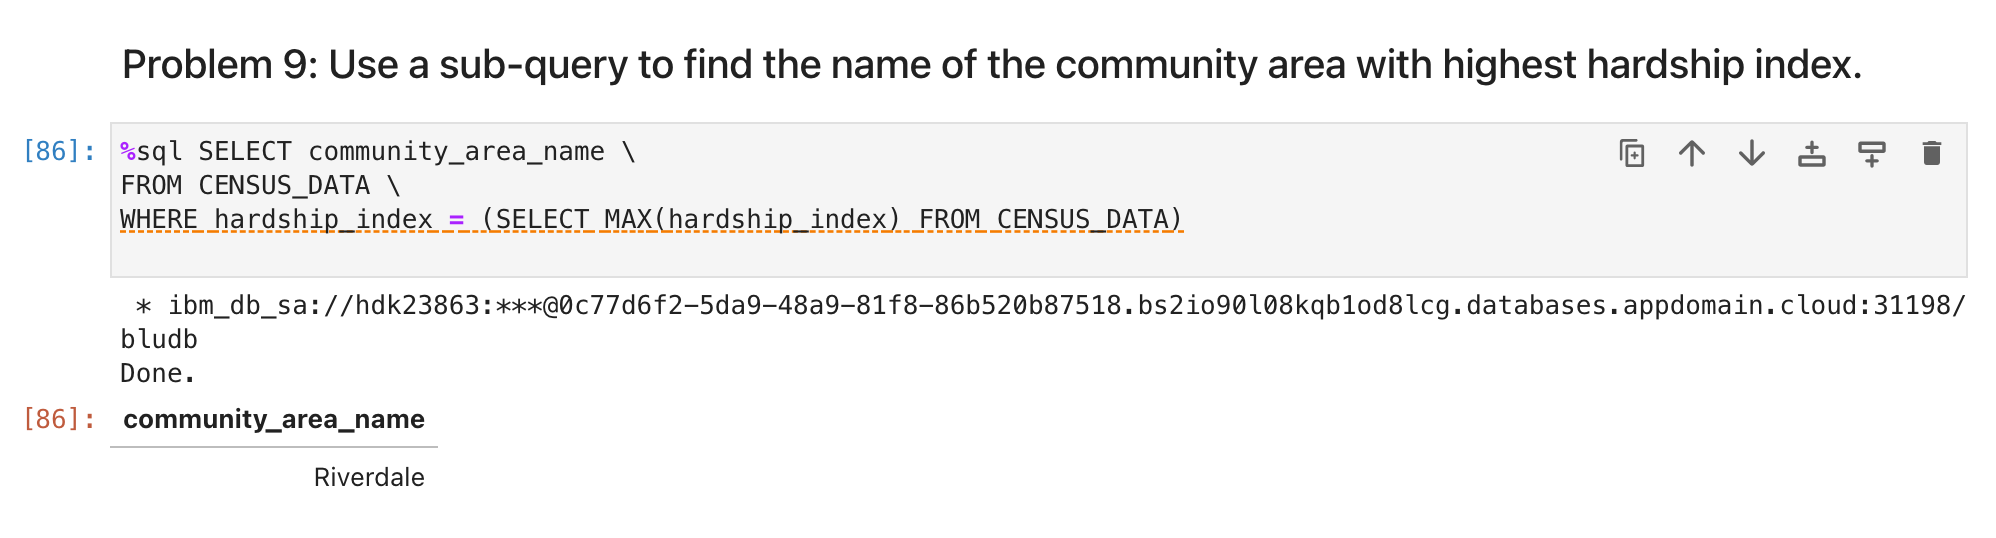 Problem 9: Use a sub-query to find the name of the community area with highest hardship index.
[86]: %sql SELECT community_area_name \
FROM CENSUS_DATA \
WHERE hardship_index = (SELECT MAX(hardship_index) FROM CENSUS_DATA)
* ibm_db_sa://hdk23863:***@0c77d6f2-5da9-48a9-81f8-86b520b87518.bs2io90l08kqb1od8lcg.databases.appdomain.cloud:31198/
bludb
Done.
[86]: community_area_name
Riverdale